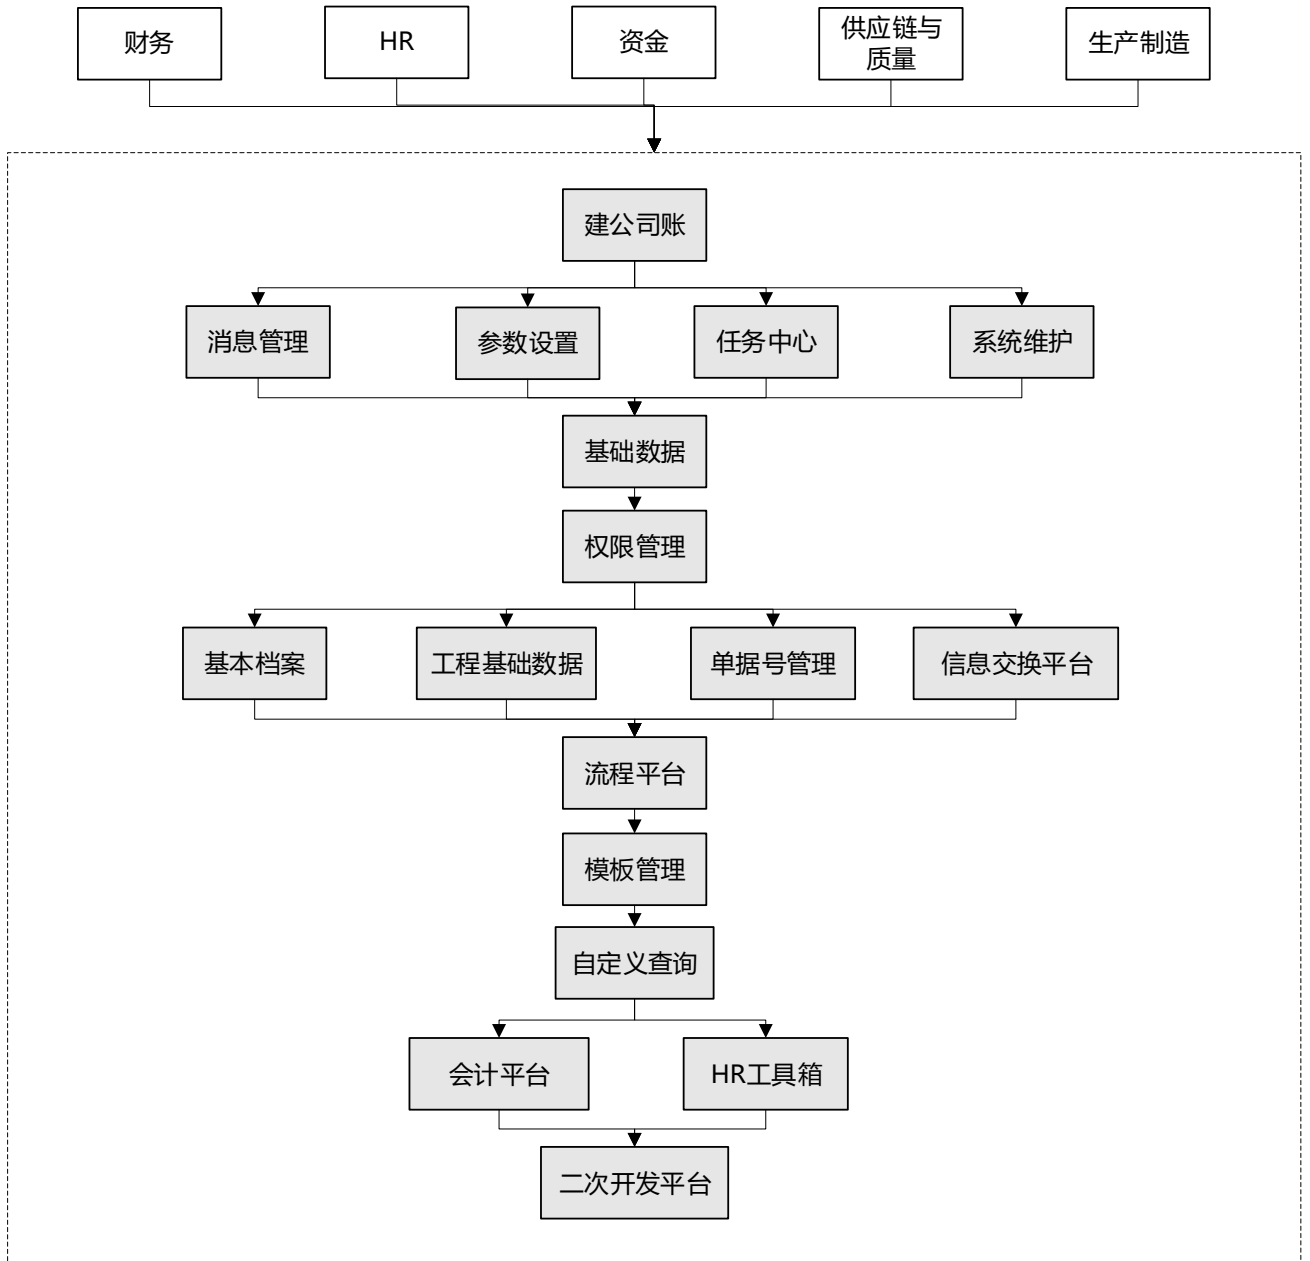 财务
HR
资金
供应链与
质量
生产制造
建公司账
消息管理
参数设置
任务中心
系统维护
基础数据
权限管理
基本档案
工程基础数据
单据号管理
信息交换平台
流程平台
模板管理
自定义查询
会计平台
HR工具箱
二次开发平台